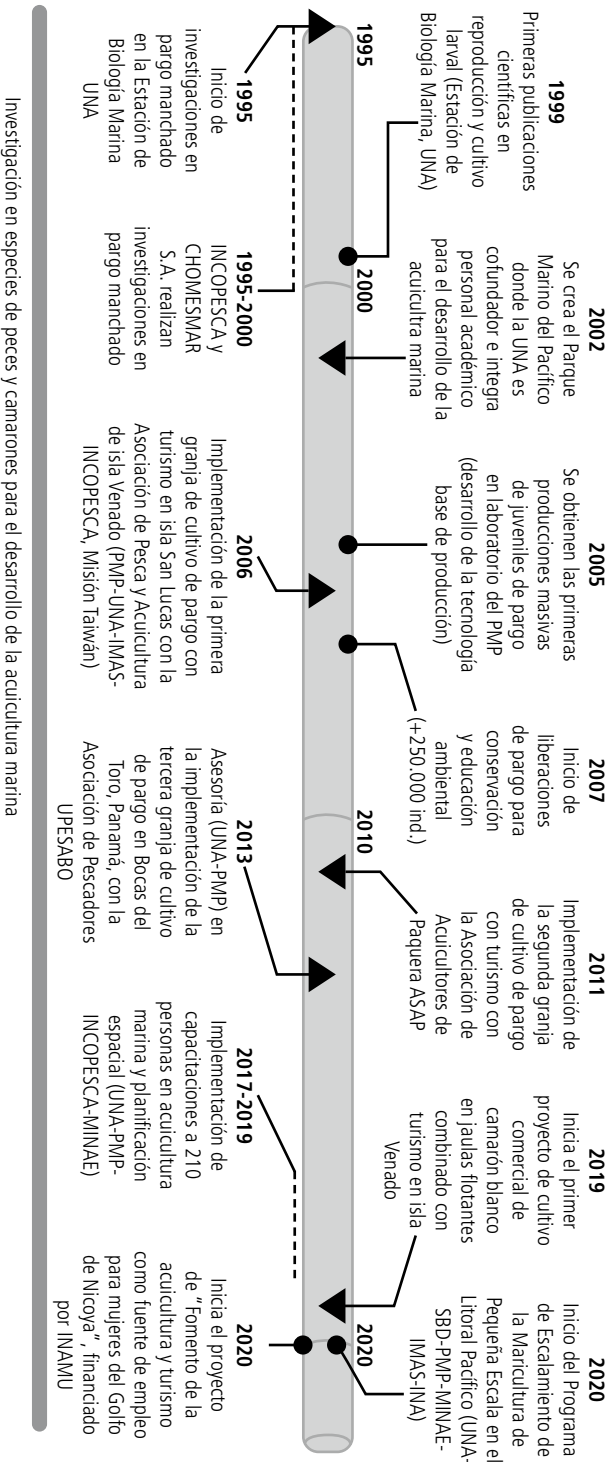 1999
Primeras publicaciones
científicas en
reproducción y cultivo
larval (Estación de
Biología Marina, UNA)
2002
Se crea el Parque
Marino del Pacífico
donde la UNA es
cofundador e integra
personal académico
para el desarrollo de la
acuicultra marina
2005
Se obtienen las primeras
producciones masivas
de juveniles de pargo
en laboratorio del PMP
(desarrollo de la tecnología
base de producción)
2007
Inicio de
liberaciones
de pargo para
conservación
y educación
ambiental
(+250.000 ind.)
2011
Implementación de
la segunda granja
de cultivo de pargo
con turismo con
la Asociación de
Acuicultores de
Paquera ASAP
2019
Inicia el primer
proyecto de cultivo
comercial de
camarón blanco
en jaulas flotantes
combinado con
turismo en isla
Venado
2020
Inicio del Programa
de Escalamiento de
la Maricultura de
Pequeña Escala en el
Litoral Pacífico (UNA-
SBD-PMP-MINAE-
IMAS-INA)
1995
2000
2010
2020
1995
Inicio de
investigaciones en
pargo manchado
en la Estación de
Biología Marina
UNA
1995-2000
INCOPESCA y
CHOMESMAR
S.A. realizan
investigaciones en
pargo manchado
2006
Implementación de la primera
granja de cultivo de pargo con
turismo en isla San Lucas con la
Asociación de Pesca y Acuicultura
de isla Venado (PMP-UNA-IMAS-
INCOPESCA, Misión Taiwán)
2013
Asesoría (UNA-PMP) en
la implementación de la
tercera granja de cultivo
de pargo en Bocas del
Toro, Panamá, con la
Asociación de Pescadores
UPESABO
2017-2019
Implementación de
capacitaciones a 210
personas en acuicultura
marina y planificación
espacial (UNA-PMP-
INCOPESCA-MINAE)
2020
Inicia el proyecto
de “Fomento de la
acuicultura y turismo
como fuente de empleo
para mujeres del Golfo
de Nicoya”, financiado
por INAMU
Investigación en especies de peces y camarones para el desarrollo de la acuicultura marina